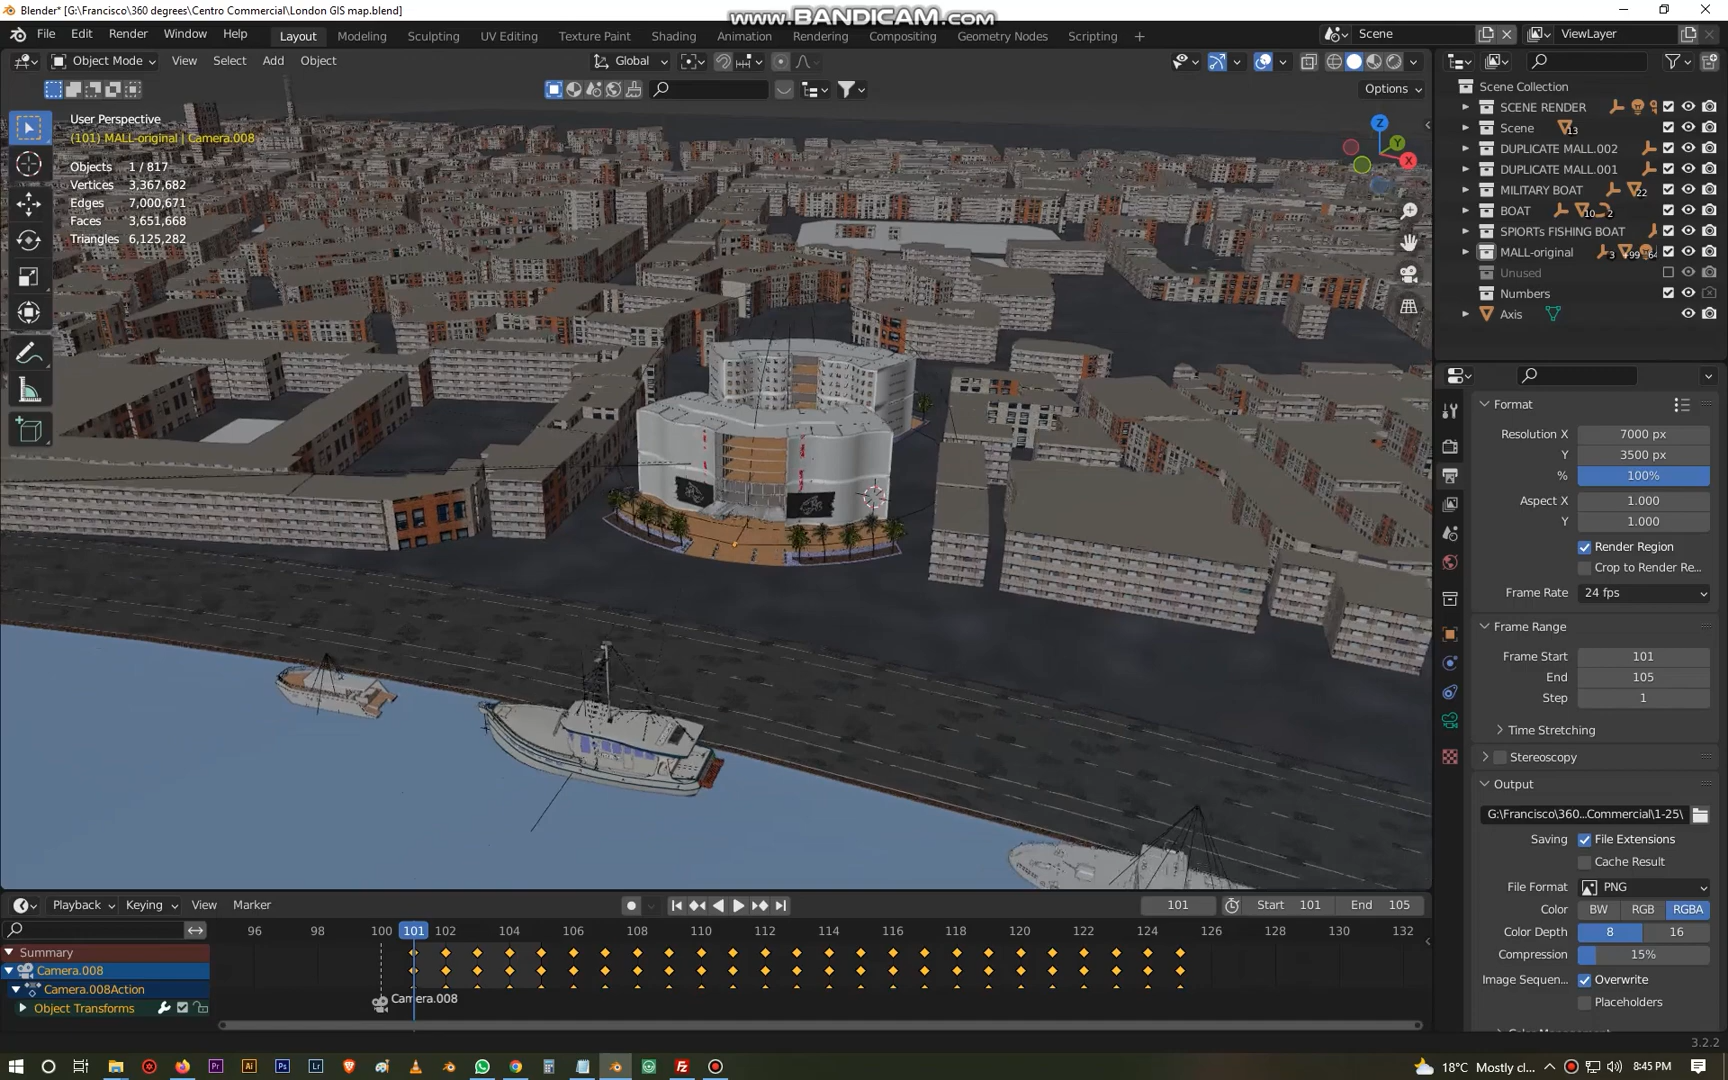 Blender* [G:\Francisco\360 degrees\Centro Commercial\London GIS map.blend]
www.BANDICAM.com
File Edit Render Window Help
Layout Modeling Sculpting UV Editing Texture Paint Shading Animation Rendering Compositing Geometry Nodes Scripting +
Scene
ViewLayer
Object Mode View Select Add Object
Global
Options
User Perspective
(101) MALL-original | Camera.008
Objects 1 / 817
Vertices 3,367,682
Edges 7,000,671
Faces 3,651,668
Triangles 6,125,282
Z
Y
X
Scene Collection
SCENE RENDER
Scene 13
DUPLICATE MALL.002
DUPLICATE MALL.001
MILITARY BOAT 22
BOAT 10 2
SPIORTs FISHING BOAT
MALL-original 3 +99 64
Unused
Numbers
Axis
Format
Resolution X 7000 px
Y 3500 px
% 100%
Aspect X 1.000
Y 1.000
Render Region
Crop to Render Re...
Frame Rate 24 fps
Frame Range
Frame Start 101
End 105
Step 1
Time Stretching
Stereoscopy
Output
G:\Francisco\360...Commercial\1-25\
Saving File Extensions
Cache Result
File Format PNG
Color BW RGB RGBA
Color Depth 8 16
Compression 15%
Image Sequen... Overwrite
Placeholders
Playback Keying View Marker
101 Start 101 End 105
96 98 100 101 102 104 106 108 110 112 114 116 118 120 122 124 126 128 130 132
Summary
Camera.008
Camera.008Action
Object Transforms
Camera.008
3.2.2
18°C Mostly cl... 8:45 PM